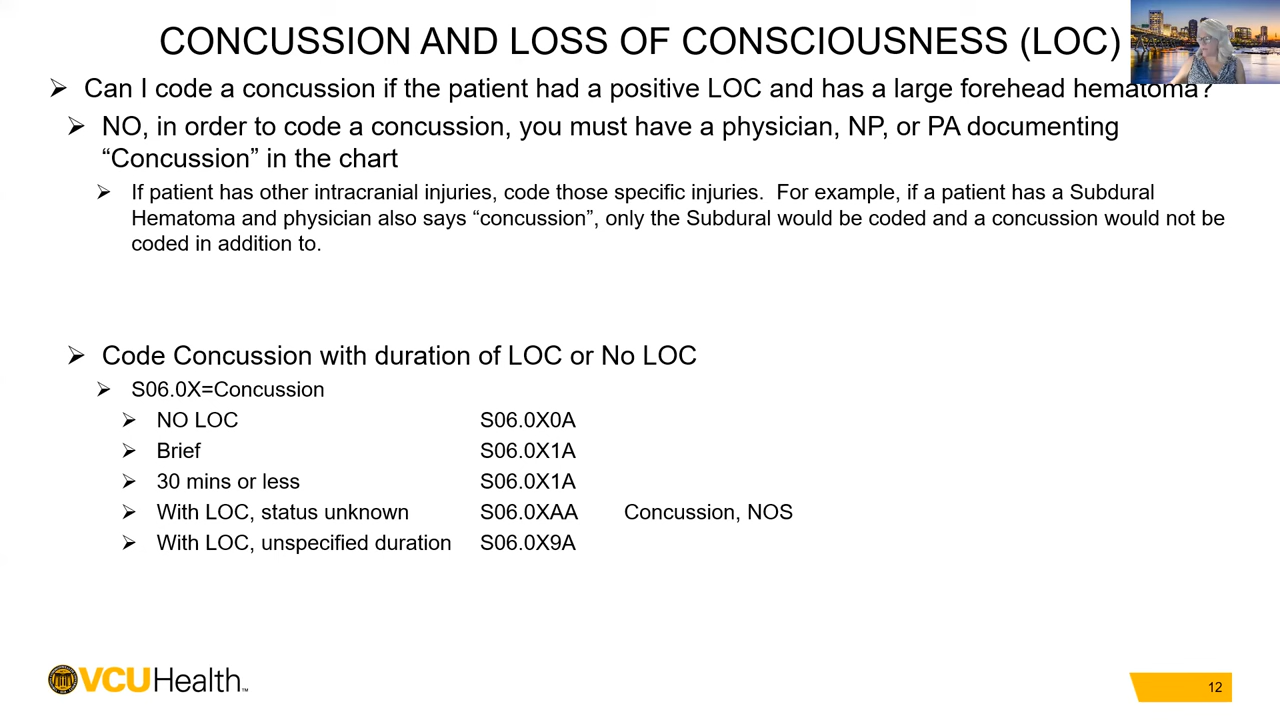 CONCUSSION AND LOSS OF CONSCIOUSNESS (LOC)
Can I code a concussion if the patient had a positive LOC and has a large forehead hematoma?
NO, in order to code a concussion, you must have a physician, NP, or PA documenting
“Concussion” in the chart
If patient has other intracranial injuries, code those specific injuries. For example, if a patient has a Subdural
Hematoma and physician also says “concussion”, only the Subdural would be coded and a concussion would not be
coded in addition to.
Code Concussion with duration of LOC or No LOC
S06.0X=Concussion
NO LOC S06.0X0A
Brief S06.0X1A
30 mins or less S06.0X1A
With LOC, status unknown S06.0XAA Concussion, NOS
With LOC, unspecified duration S06.0X9A
VCUHealth™
12